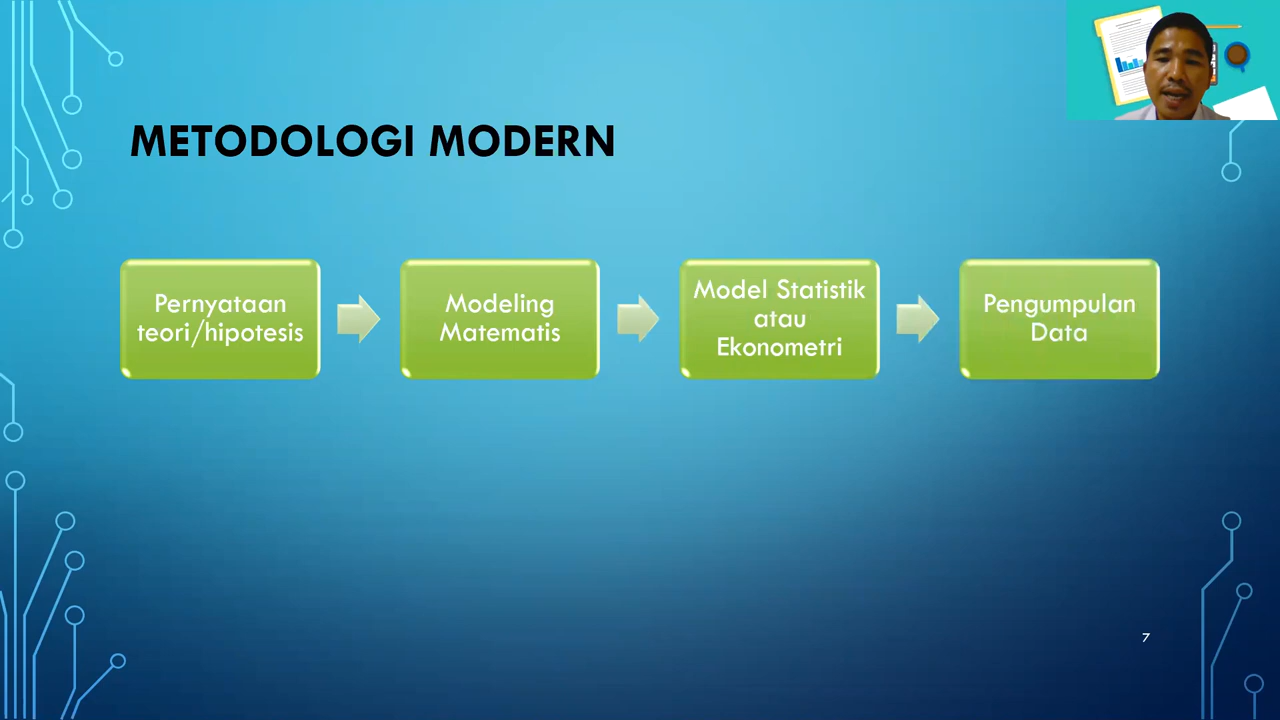 METODOLOGI MODERN
Pernyataan
teori/hipotesis
Modeling
Matematis
Model Statistik
atau
Ekonometri
Pengumpulan
Data
7